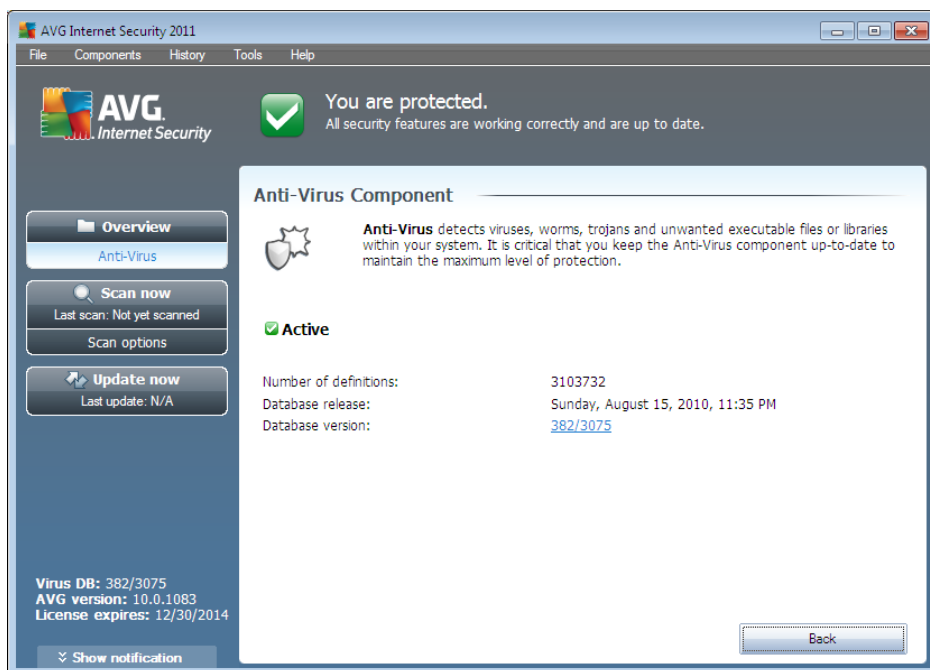 AVG Internet Security 2011
File Components History Tools Help
AVG.
Internet Security
You are protected.
All security features are working correctly and are up to date.
Overview
Anti-Virus
Scan now
Last scan: Not yet scanned
Scan options
Update now
Last update: N/A
Virus DB: 382/3075
AVG version: 10.0.1083
License expires: 12/30/2014
Show notification
Anti-Virus Component
Anti-Virus detects viruses, worms, trojans and unwanted executable files or libraries
within your system. It is critical that you keep the Anti-Virus component up-to-date to
maintain the maximum level of protection.
Active
Number of definitions: 3103732
Database release: Sunday, August 15, 2010, 11:35 PM
Database version: 382/3075
Back